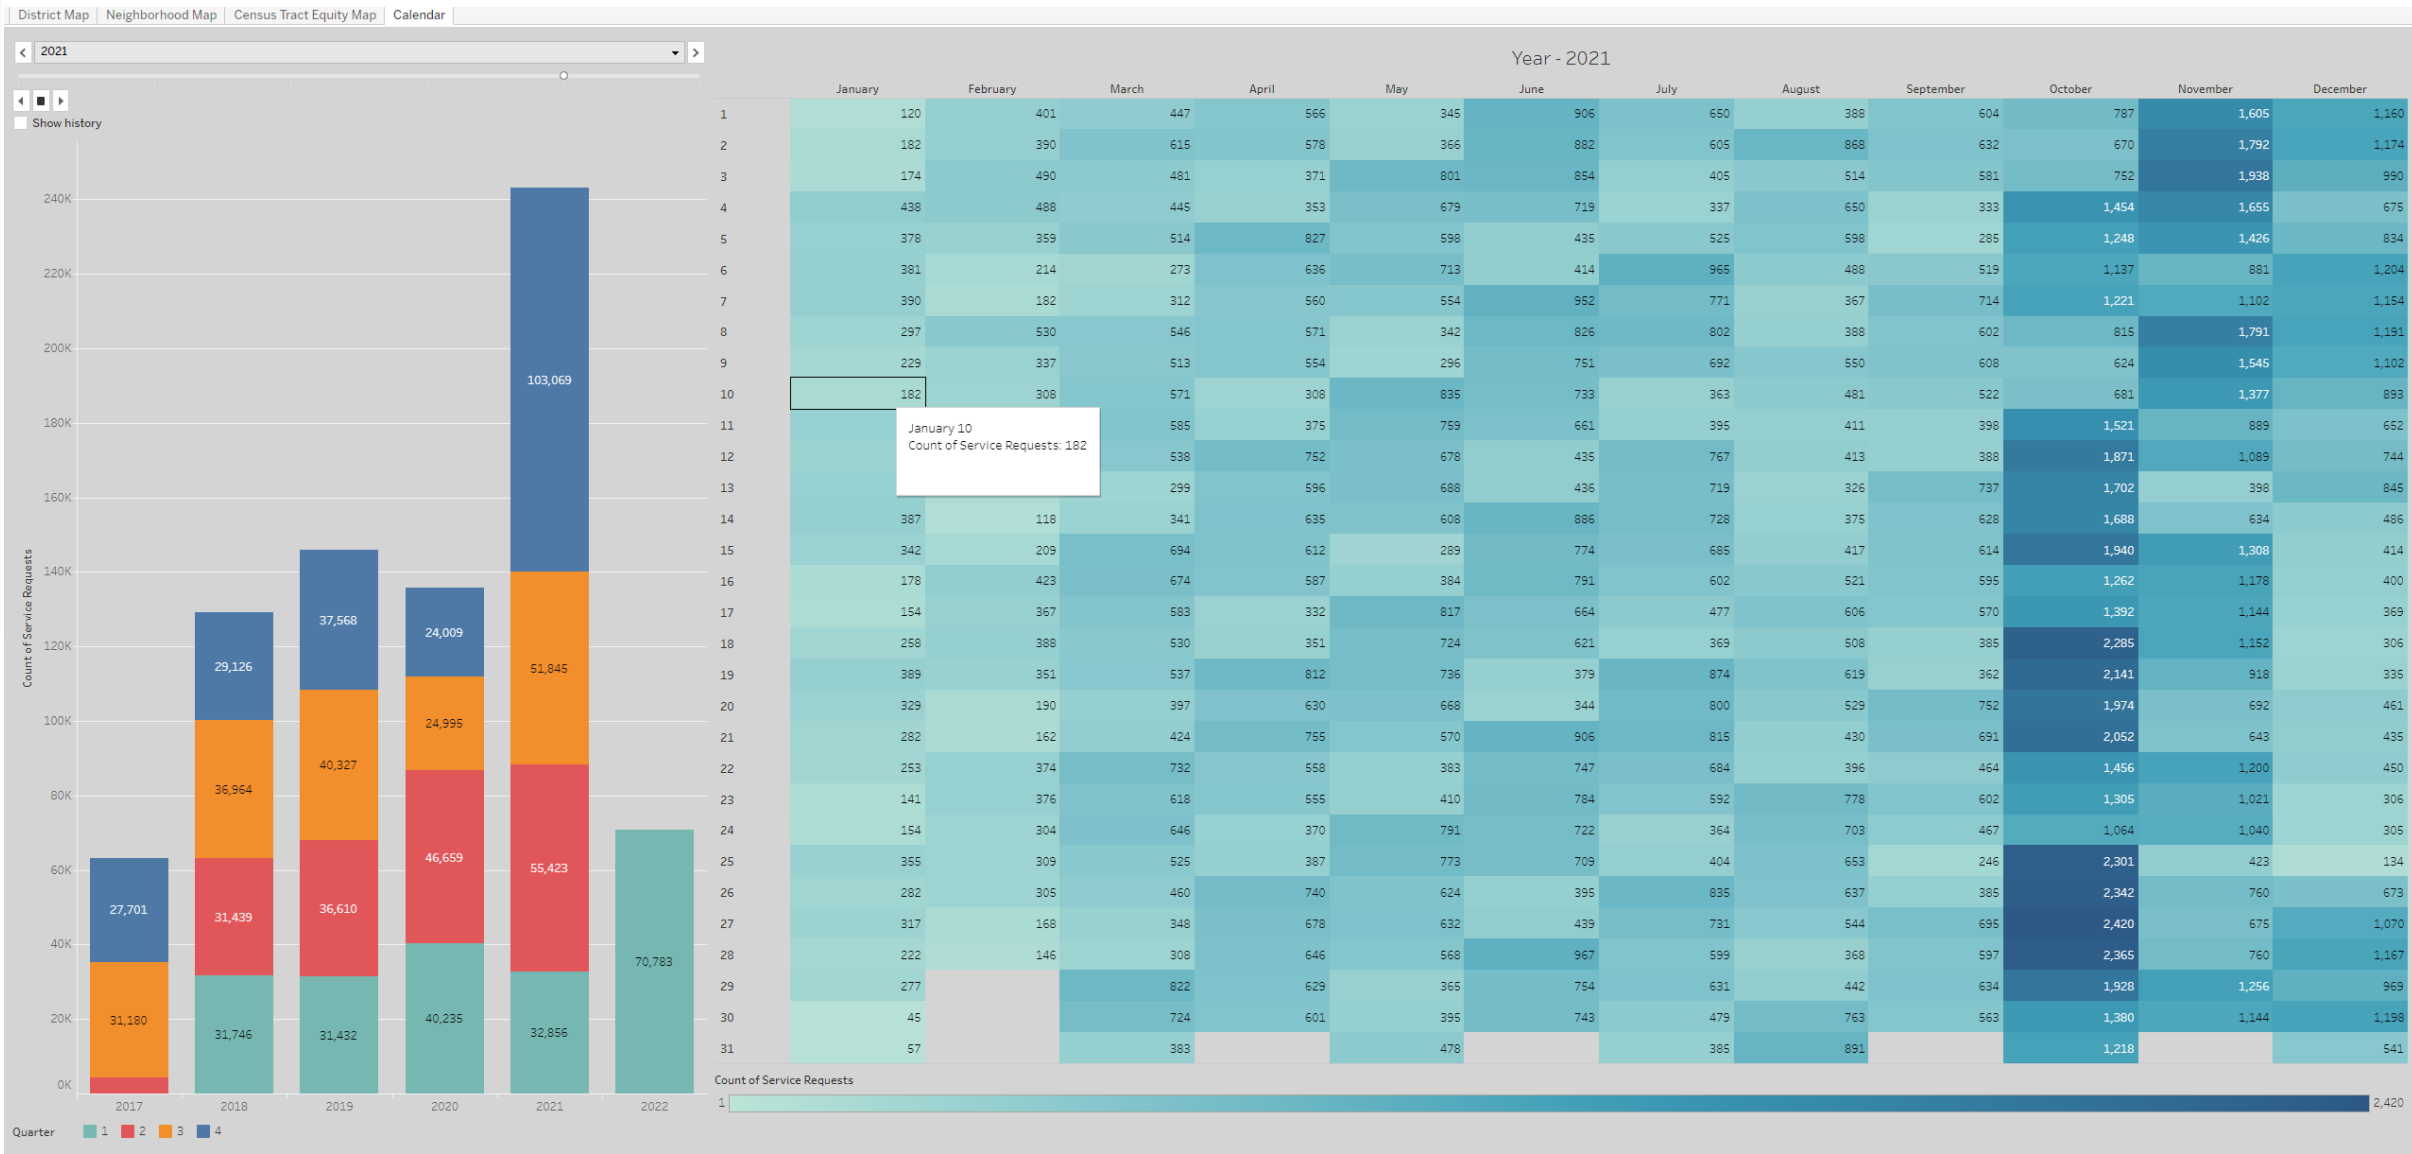 District Map Neighborhood Map Census Tract Equity Map Calendar
2021
Show history
Count of Service Requests
240K
220K
200K
180K
160K
140K
120K
100K
80K
60K
40K
20K
0K
27,701
31,180
29,126
36,964
31,439
31,746
37,568
40,327
36,610
31,432
24,009
24,995
46,659
40,235
103,069
51,845
55,423
32,856
70,783
2017 2018 2019 2020 2021 2022
Quarter 1 2 3 4
Year - 2021
January February March April May June July August September October November December
1 120 401 447 566 345 906 650 388 604 787 1,605 1,160
2 182 390 615 578 366 882 605 868 632 670 1,792 1,174
3 174 490 481 371 801 854 405 514 581 752 1,938 990
4 438 488 445 353 679 719 337 650 333 1,454 1,655 675
5 378 359 514 827 598 435 525 598 285 1,248 1,426 834
6 381 214 273 636 713 414 965 488 519 1,137 881 1,204
7 390 182 312 560 554 952 771 367 714 1,221 1,102 1,154
8 297 530 546 571 342 826 802 388 602 815 1,791 1,191
9 229 337 513 554 296 751 692 550 608 624 1,545 1,102
10 182 308 571 308 835 733 363 481 522 681 1,377 893
11 585 375 759 661 395 411 398 1,521 889 652
12 538 752 678 435 767 413 388 1,871 1,089 744
13 299 596 688 436 719 326 737 1,702 398 845
14 387 118 341 635 608 886 728 375 628 1,688 634 486
15 342 209 694 612 289 774 685 417 614 1,940 1,308 414
16 178 423 674 587 384 791 602 521 595 1,262 1,178 400
17 154 367 583 332 817 664 477 606 570 1,392 1,144 369
18 258 388 530 351 724 621 369 508 385 2,285 1,152 306
19 389 351 537 812 736 379 874 619 362 2,141 918 335
20 329 190 397 630 668 344 800 529 752 1,974 692 461
21 282 162 424 755 570 906 815 430 691 2,052 643 435
22 253 374 732 558 383 747 684 396 464 1,456 1,200 450
23 141 376 618 555 410 784 592 778 602 1,305 1,021 306
24 154 304 646 370 791 722 364 703 467 1,064 1,040 305
25 355 309 525 387 773 709 404 653 246 2,301 423 134
26 282 305 460 740 624 395 835 637 385 2,342 760 673
27 317 168 348 678 632 439 731 544 695 2,420 675 1,070
28 222 146 308 646 568 967 599 368 597 2,365 760 1,167
29 277 822 629 365 754 631 442 634 1,928 1,256 969
30 45 724 601 395 743 479 763 563 1,380 1,144 1,198
31 57 383 478 385 891 1,218 541
January 10
Count of Service Requests: 182
Count of Service Requests
1 2,420